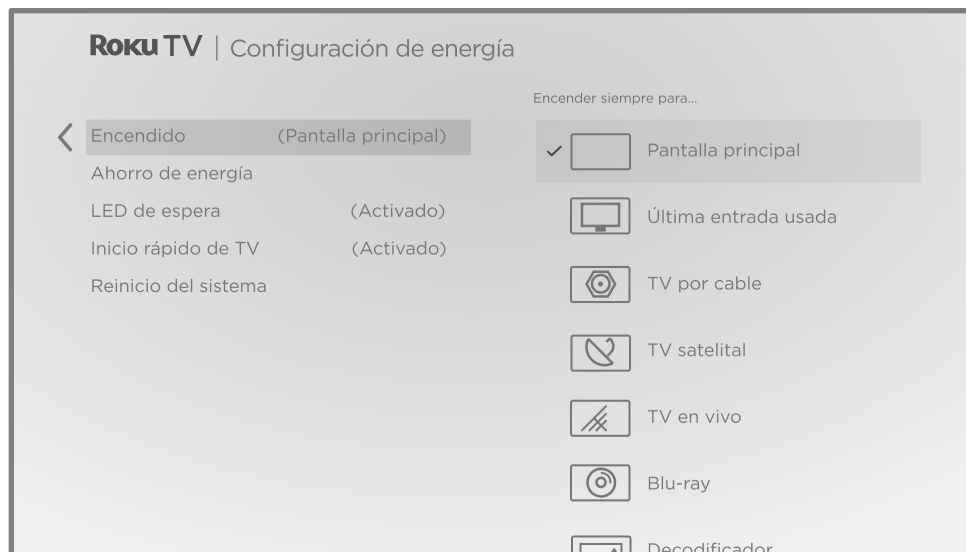 Roku TV | Configuración de energía
Encender siempre para...
Encendido (Pantalla principal)
Ahorro de energía
LED de espera (Activado)
Inicio rápido de TV (Activado)
Reinicio del sistema
Pantalla principal
Última entrada usada
TV por cable
TV satelital
TV en vivo
Blu-ray
Decodificador